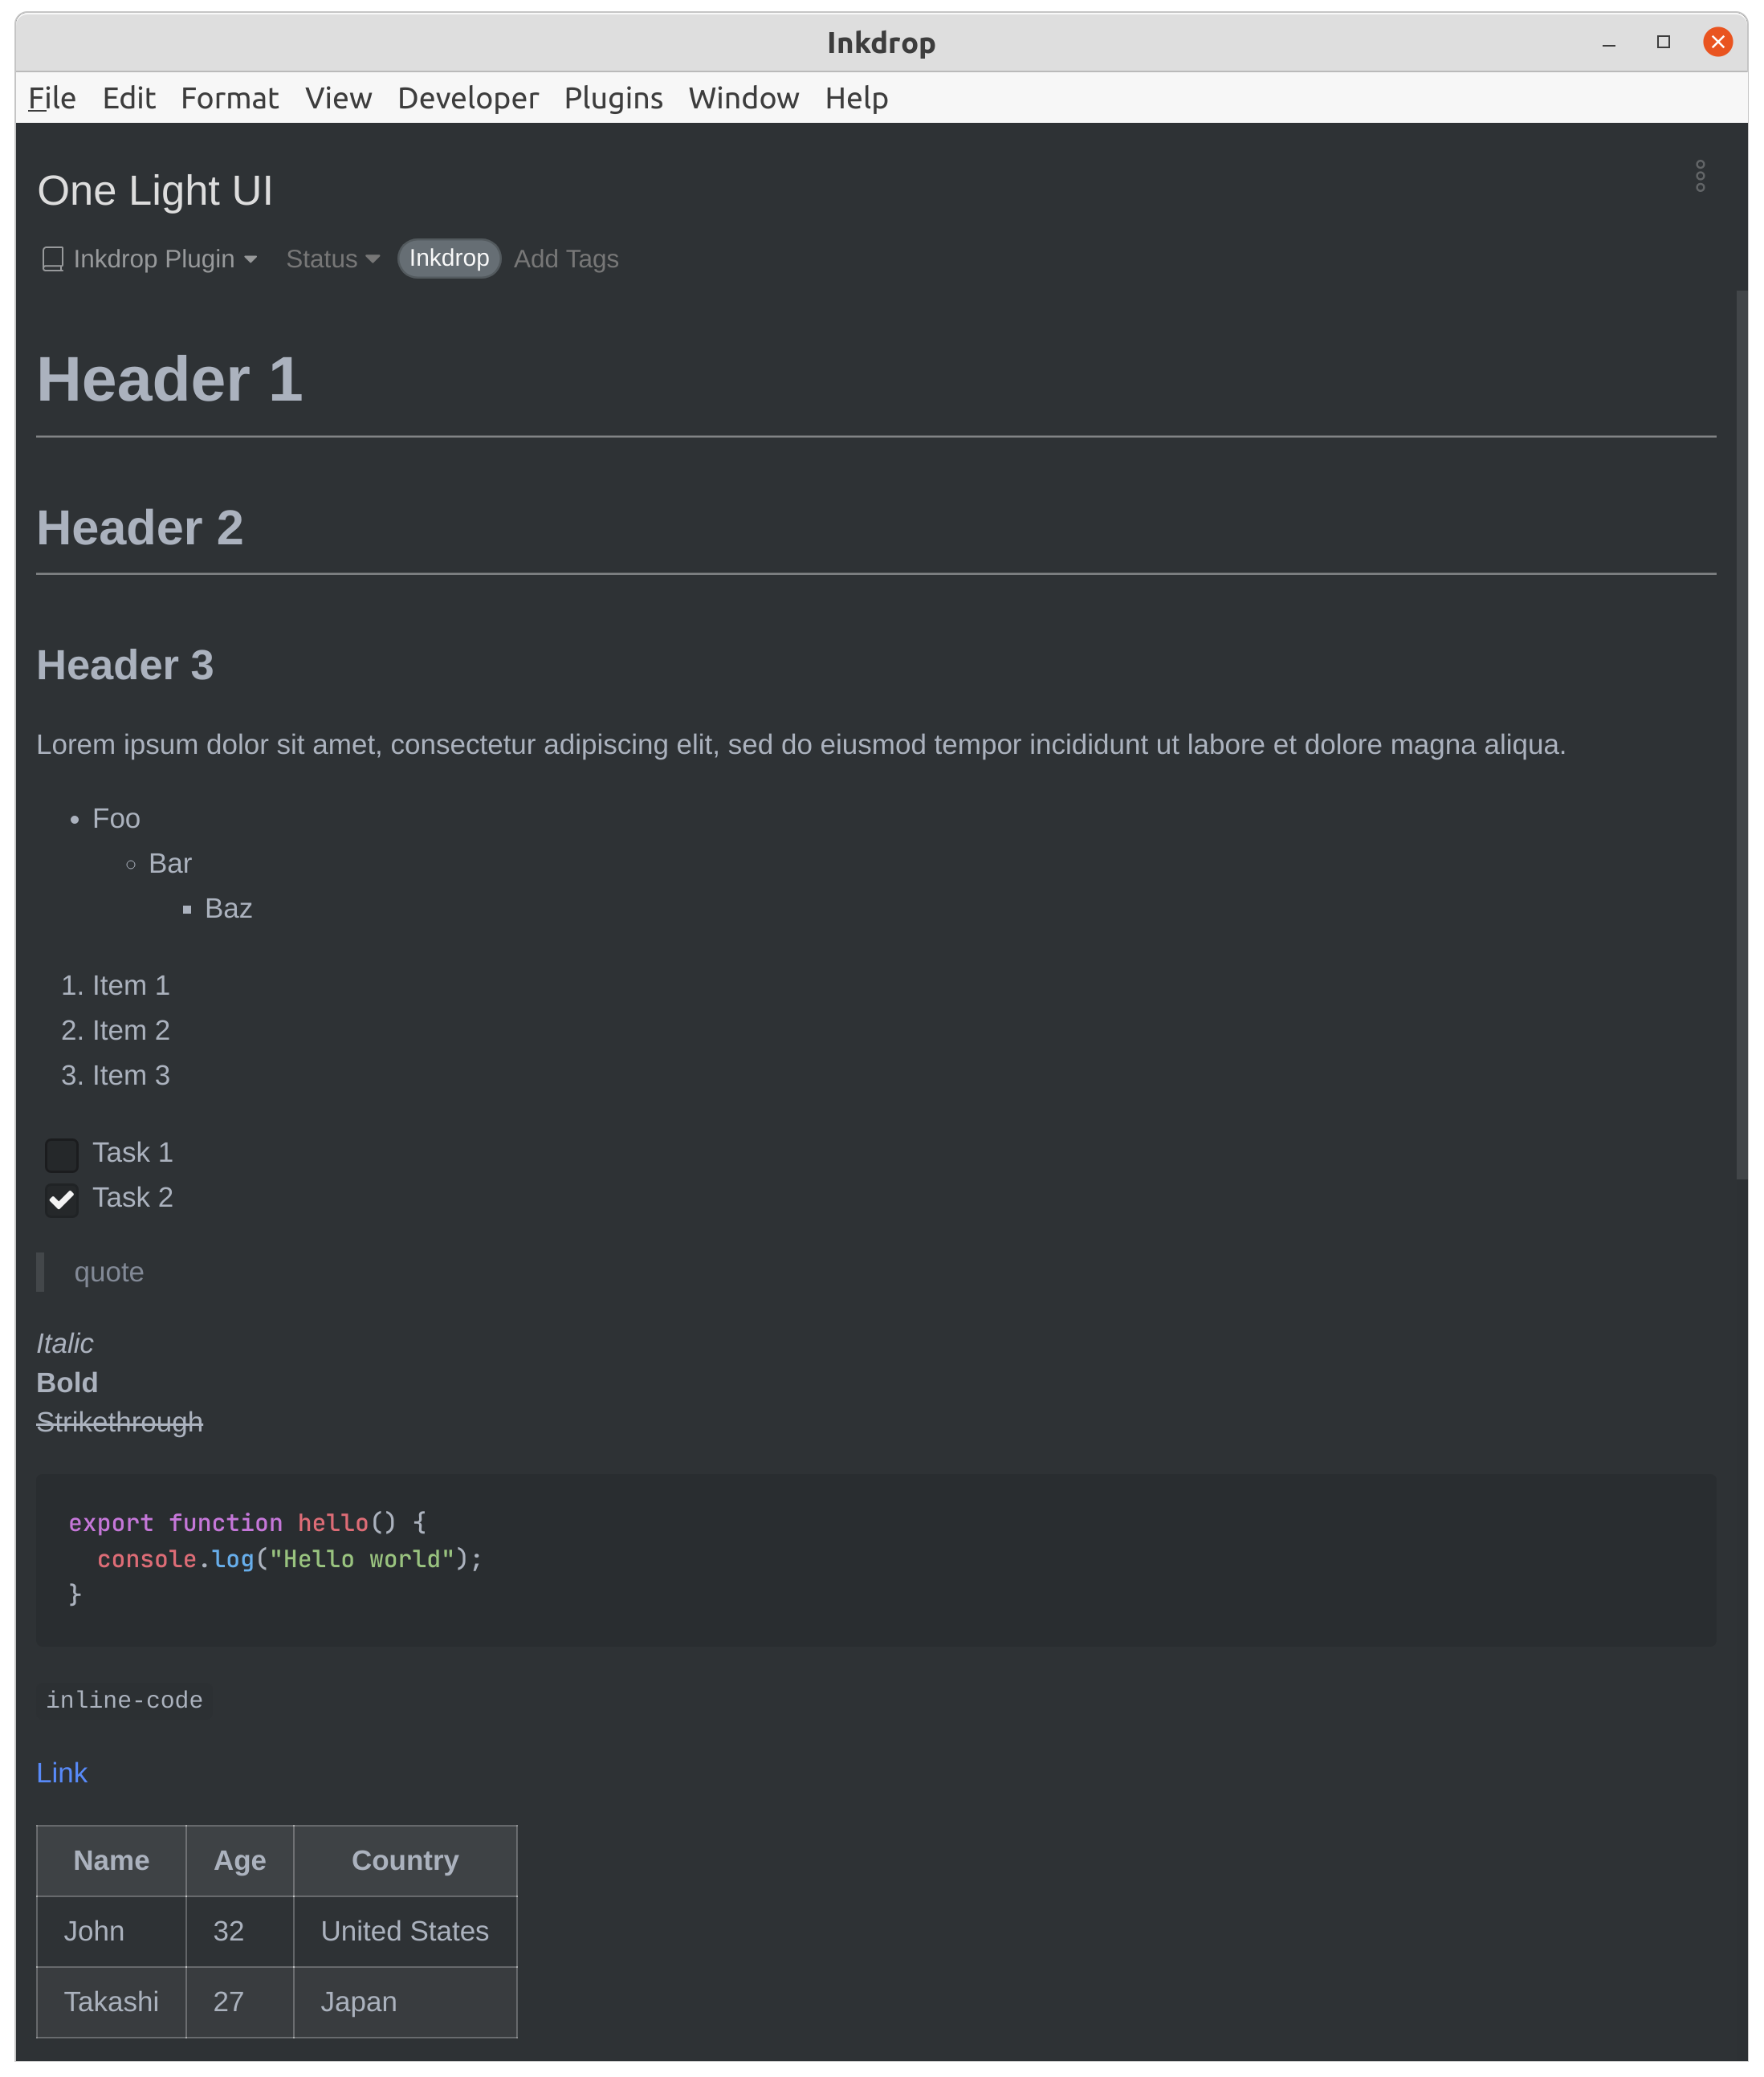 Inkdrop
File Edit Format View Developer Plugins Window Help
One Light UI
Inkdrop Plugin Status Inkdrop Add Tags
Header 1
Header 2
Header 3
Lorem ipsum dolor sit amet, consectetur adipiscing elit, sed do eiusmod tempor incididunt ut labore et dolore magna aliqua.
Foo
Bar
Baz
1. Item 1
2. Item 2
3. Item 3
Task 1
Task 2
quote
Italic
Bold
Strikethrough
export function hello() {
  console.log("Hello world");
}
inline-code
Link
Name Age Country
John 32 United States
Takashi 27 Japan